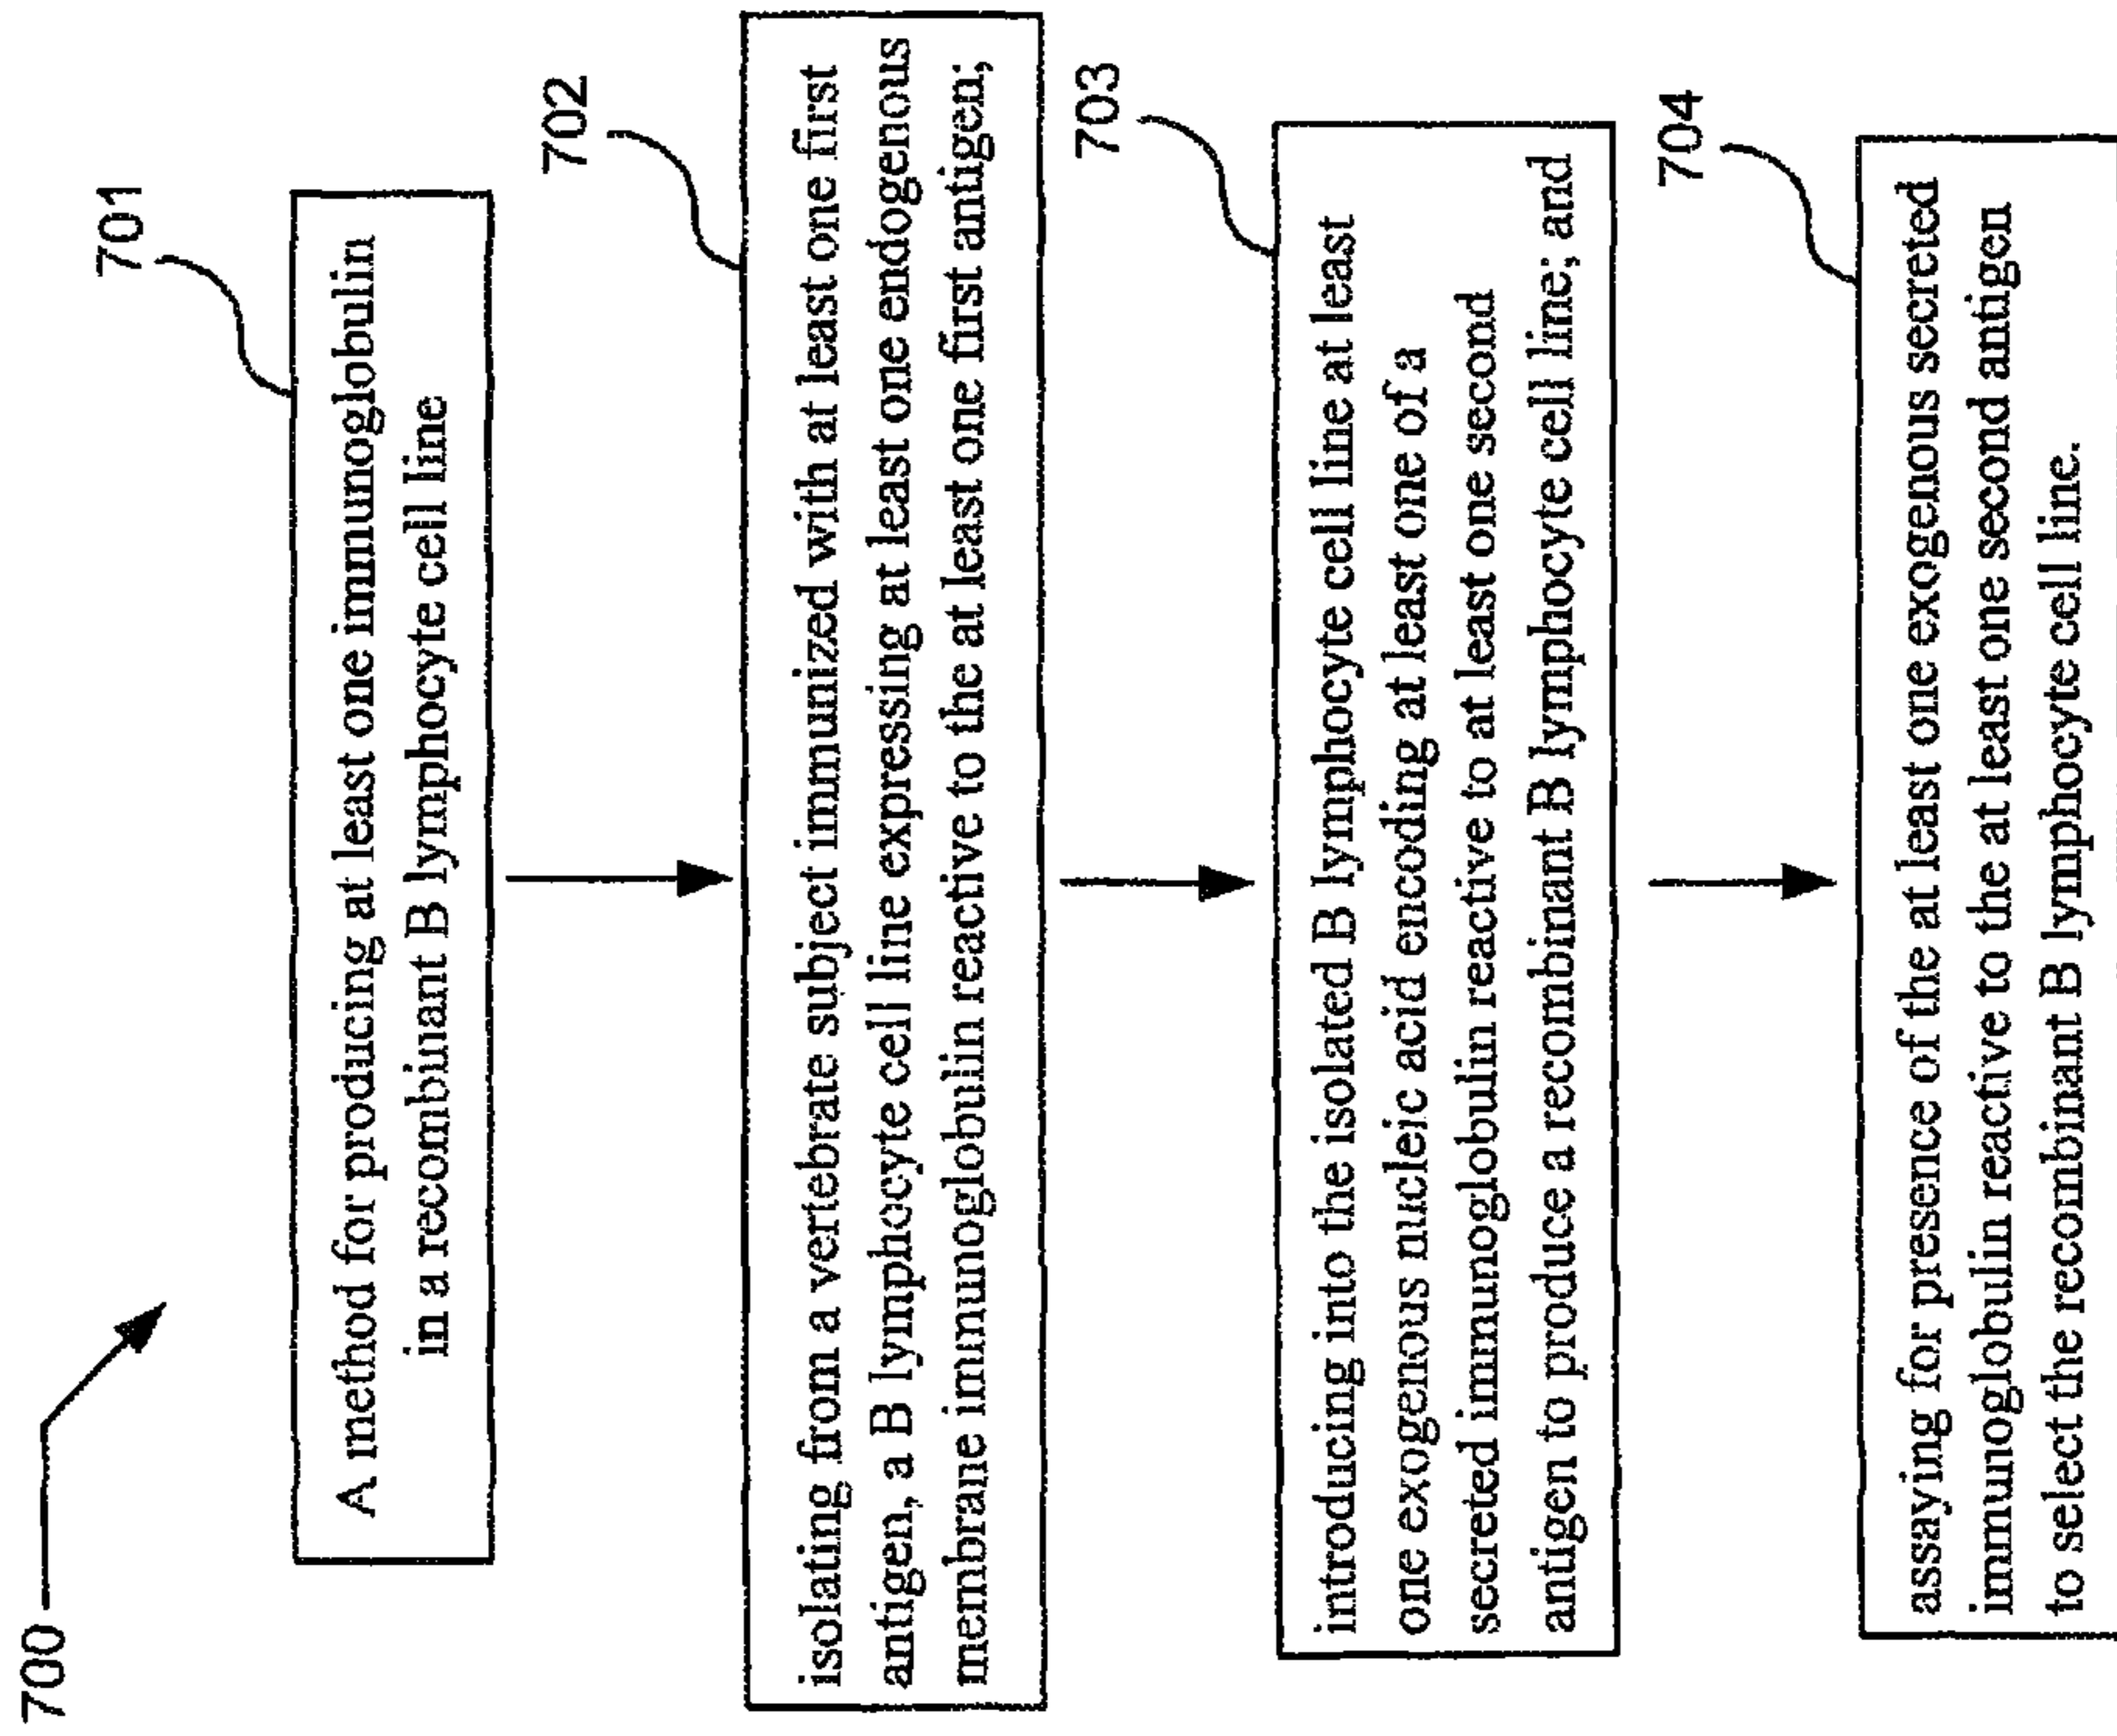 700
701
A method for producing at least one immunoglobulin
in a recombinant B lymphocyte cell line
702
isolating from a vertebrate subject immunized with at least one first
antigen, a B lymphocyte cell line expressing at least one endogenous
membrane immunoglobulin reactive to the at least one first antigen;
703
introducing into the isolated B lymphocyte cell line at least
one exogenous nucleic acid encoding at least one of a
secreted immunoglobulin reactive to at least one second
antigen to produce a recombinant B lymphocyte cell line; and
704
assaying for presence of the at least one exogenous secreted
immunoglobulin reactive to the at least one second antigen
to select the recombinant B lymphocyte cell line.